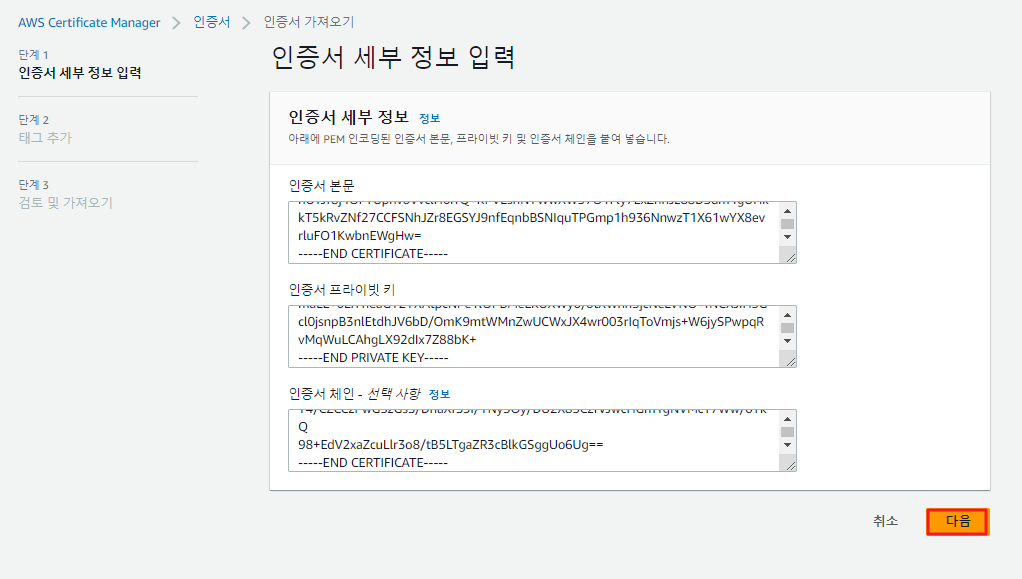 AWS Certificate Manager > 인증서 > 인증서 가져오기
단계 1
인증서 세부 정보 입력
단계 2
태그 추가
단계 3
검토 및 가져오기
인증서 세부 정보 입력
인증서 세부 정보 정보
아래에 PEM 인코딩된 인증서 본문, 프라이빗 키 및 인증서 체인을 붙여 넣습니다.
인증서 본문
kT5kRvZNf27CCFSNhJZr8EGSYJ9nfEqnbBSNIquTPGmp1h936NnwzT1X61wYX8ev
rluFO1KwbnEWgHw=
-----END CERTIFICATE-----
인증서 프라이빗 키
cl0jsnpB3nlEtdhJV6bD/OmK9mtWMnZwUCWxJX4wr003rIqToVmjs+W6jySPwpqR
vMqWuLCAhgLX92dIx7Z88bK+
-----END PRIVATE KEY-----
인증서 체인 - 선택 사항 정보
Q
98+EdV2xaZcuLlr3o8/tB5LTgaZR3cBlkGSggUo6Ug==
-----END CERTIFICATE-----
취소
다음